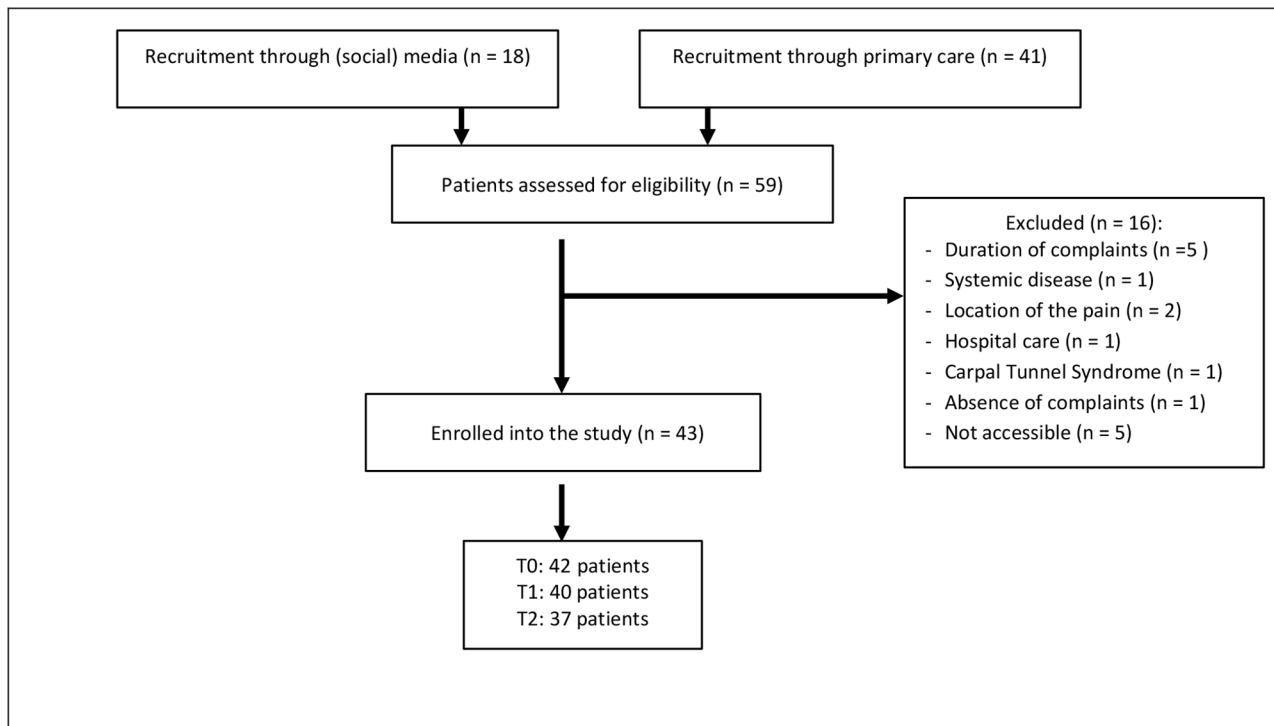 Recruitment through (social) media (n = 18)
Recruitment through primary care (n = 41)
Patients assessed for eligibility (n = 59)
Excluded (n = 16):
- Duration of complaints (n =5 )
- Systemic disease (n = 1)
- Location of the pain (n = 2)
- Hospital care (n = 1)
- Carpal Tunnel Syndrome (n = 1)
- Absence of complaints (n = 1)
- Not accessible (n = 5)
Enrolled into the study (n = 43)
T0: 42 patients
T1: 40 patients
T2: 37 patients